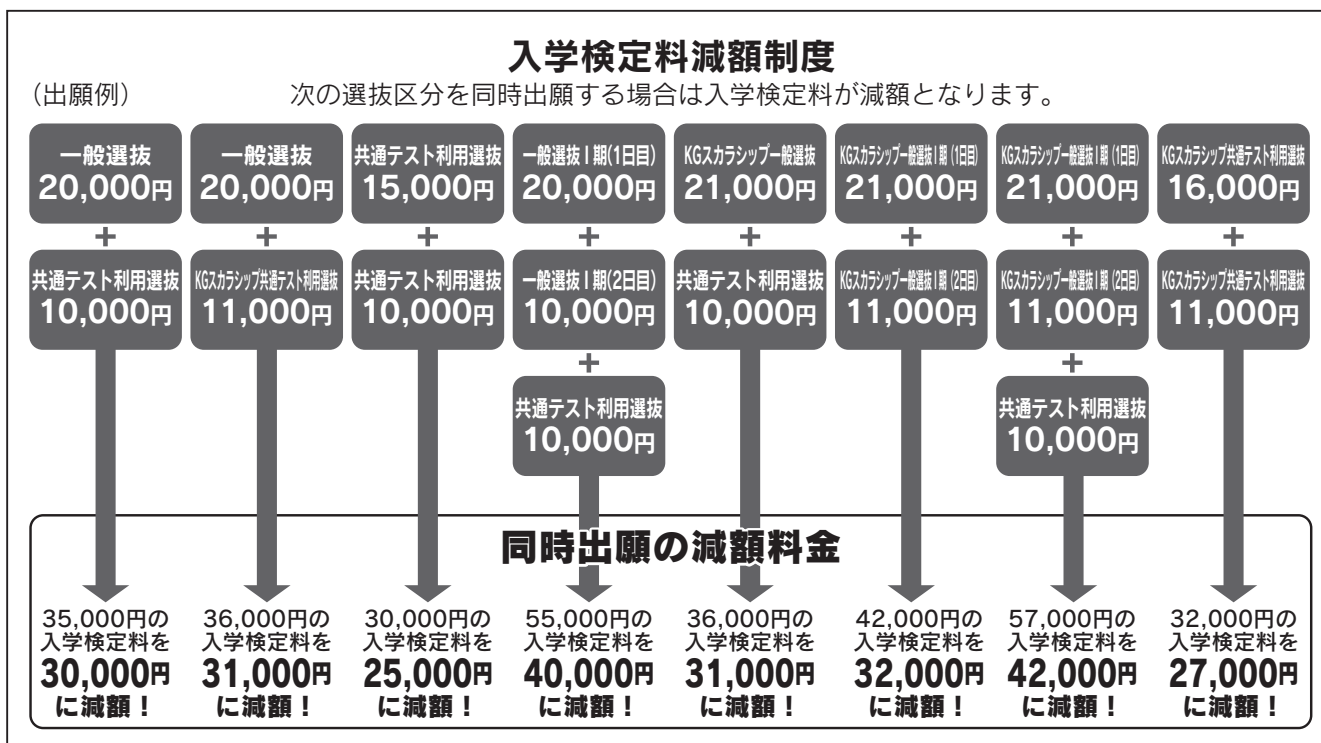 入学検定料減額制度
(出願例)
次の選抜区分を同時出願する場合は入学検定料が減額となります。
一般選抜
20,000円
+
共通テスト利用選抜
10,000円
一般選抜
20,000円
+
KGスカラシップ共通テスト利用選抜
11,000円
共通テスト利用選抜
15,000円
+
共通テスト利用選抜
10,000円
一般選抜Ⅰ期(1日目)
20,000円
+
一般選抜Ⅰ期(2日目)
10,000円
+
共通テスト利用選抜
10,000円
KGスカラシップ一般選抜
21,000円
+
共通テスト利用選抜
10,000円
KGスカラシップ一般選抜Ⅰ期(1日目)
21,000円
+
KGスカラシップ一般選抜Ⅰ期(2日目)
11,000円
KGスカラシップ一般選抜Ⅰ期(1日目)
21,000円
+
KGスカラシップ一般選抜Ⅰ期(2日目)
11,000円
+
共通テスト利用選抜
10,000円
KGスカラシップ共通テスト利用選抜
16,000円
+
KGスカラシップ共通テスト利用選抜
11,000円
同時出願の減額料金
35,000円の
入学検定料を
30,000円
に減額！
36,000円の
入学検定料を
31,000円
に減額！
30,000円の
入学検定料を
25,000円
に減額！
55,000円の
入学検定料を
40,000円
に減額！
36,000円の
入学検定料を
31,000円
に減額！
42,000円の
入学検定料を
32,000円
に減額！
57,000円の
入学検定料を
42,000円
に減額！
32,000円の
入学検定料を
27,000円
に減額！